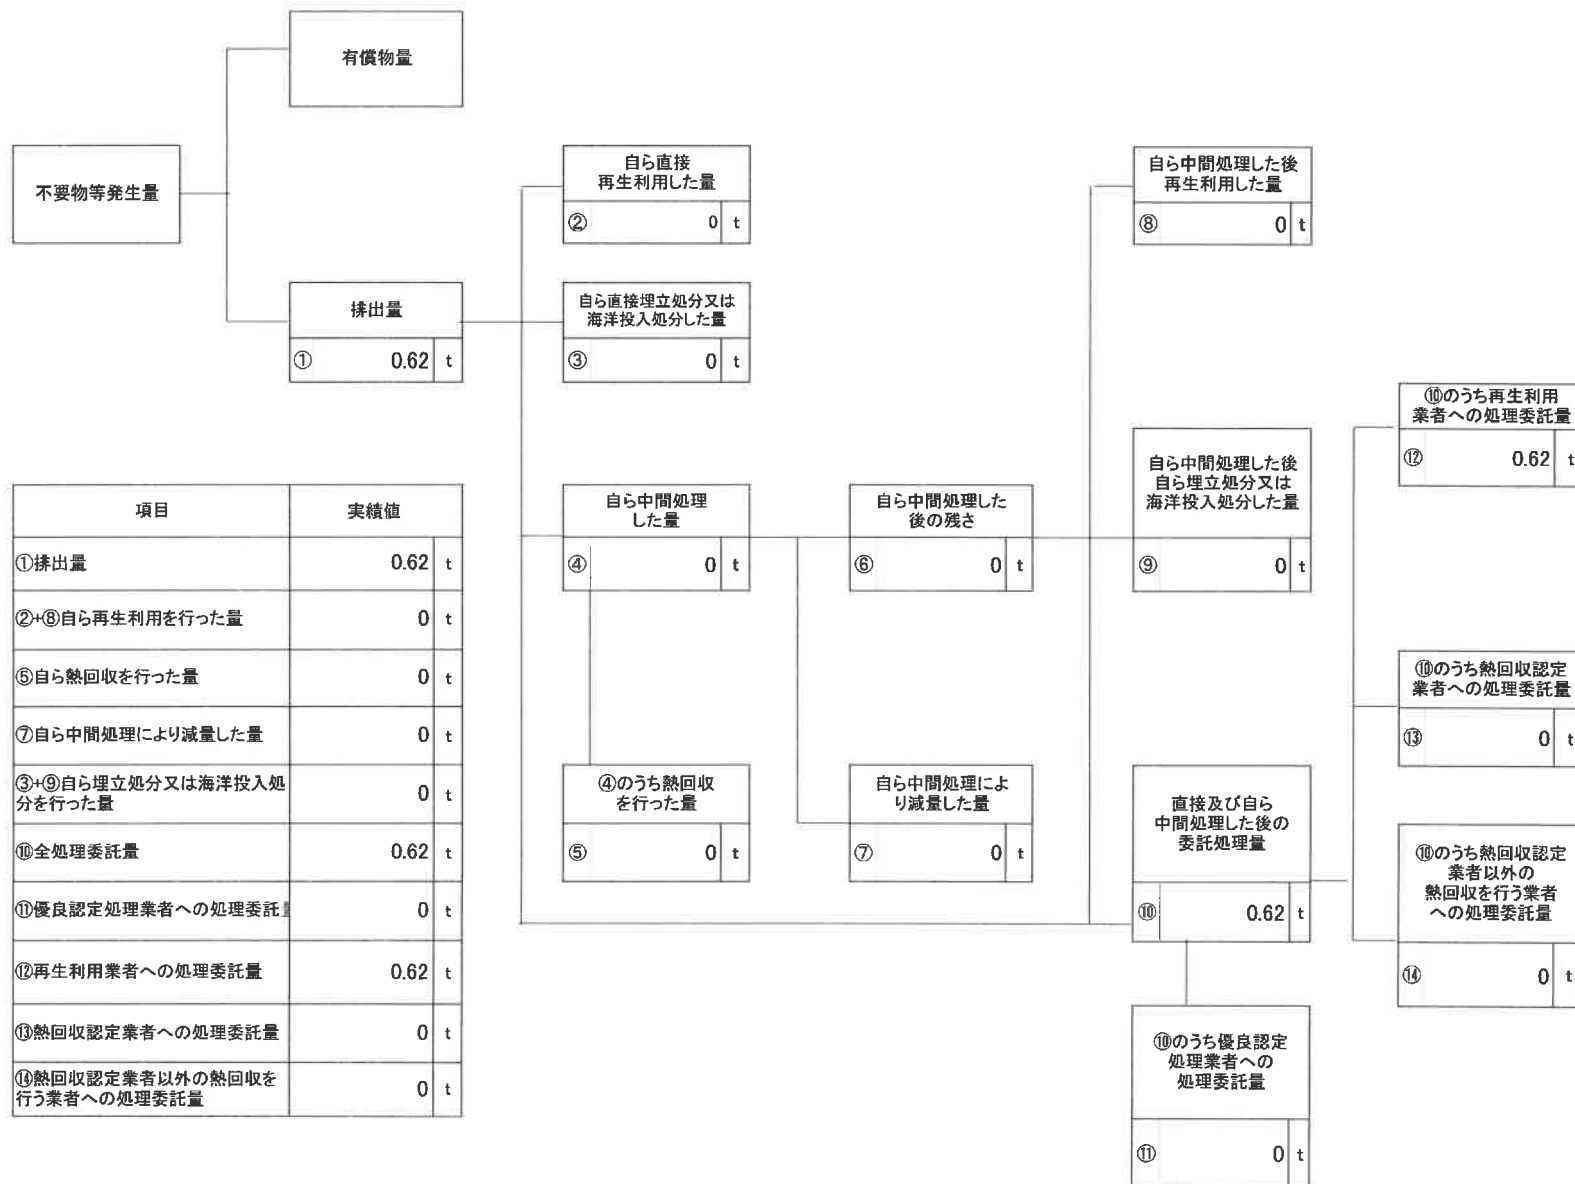 有償物量
不要物等発生量
排出量
① 0.62 t
自ら直接
再生利用した量
② 0 t
自ら直接埋立処分又は
海洋投入処分した量
③ 0 t
自ら中間処理
した量
④ 0 t
④のうち熱回収
を行った量
⑤ 0 t
自ら中間処理した
後の残さ
⑥ 0 t
自ら中間処理によ
り減量した量
⑦ 0 t
自ら中間処理した後
再生利用した量
⑧ 0 t
自ら中間処理した後
自ら埋立処分又は
海洋投入処分した量
⑨ 0 t
直接及び自ら
中間処理した後の
委託処理量
⑩ 0.62 t
⑩のうち優良認定
処理業者への
処理委託量
⑪ 0 t
⑩のうち再生利用
業者への処理委託量
⑫ 0.62 t
⑩のうち熱回収認定
業者への処理委託量
⑬ 0 t
⑩のうち熱回収認定
業者以外の
熱回収を行う業者
への処理委託量
⑭ 0 t
項目 実績値
①排出量 0.62 t
②+⑧自ら再生利用を行った量 0 t
⑤自ら熱回収を行った量 0 t
⑦自ら中間処理により減量した量 0 t
③+⑨自ら埋立処分又は海洋投入処
分を行った量 0 t
⑩全処理委託量 0.62 t
⑪優良認定処理業者への処理委託量 0 t
⑫再生利用業者への処理委託量 0.62 t
⑬熱回収認定業者への処理委託量 0 t
⑭熱回収認定業者以外の熱回収を
行う業者への処理委託量 0 t